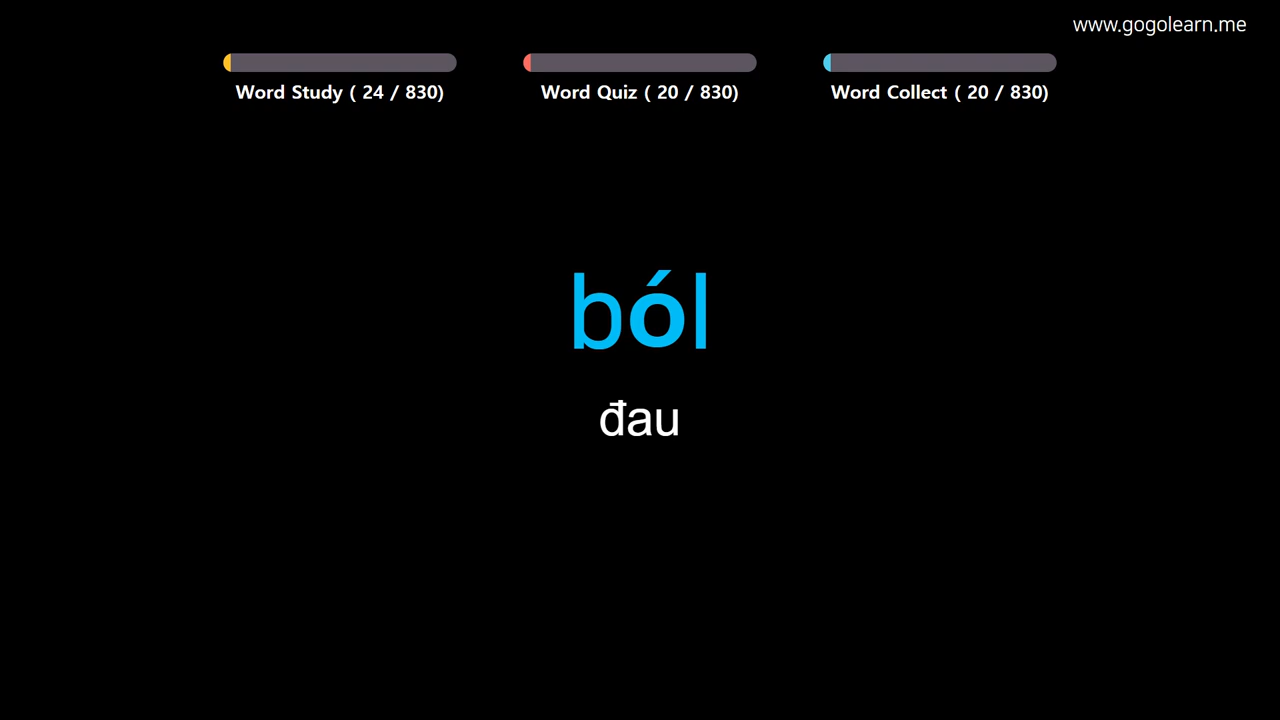 www.gogolearn.me
Word Study ( 24 / 830)
Word Quiz ( 20 / 830)
Word Collect ( 20 / 830)
ból
đau